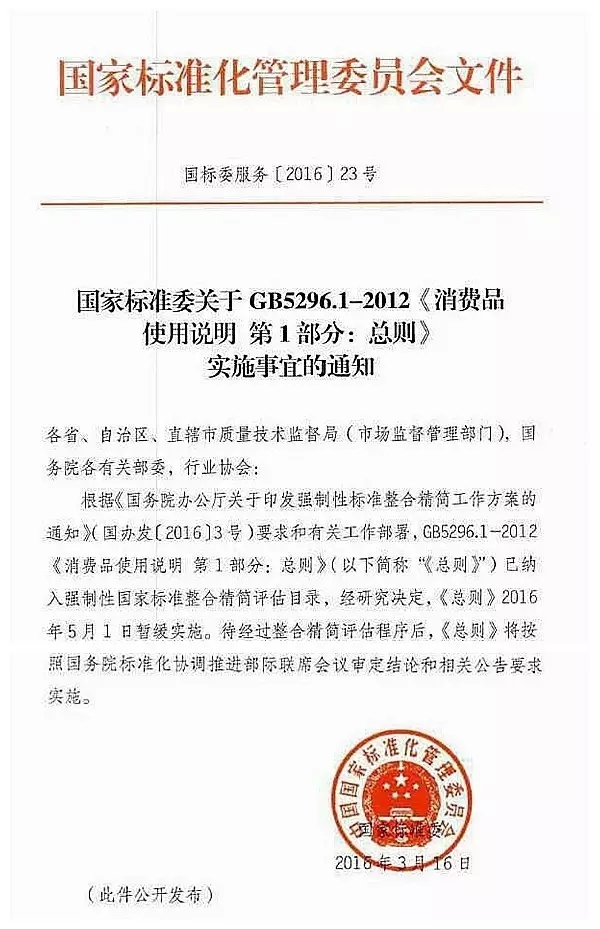 国家标准化管理委员会文件
国标委服务〔2016〕23号
国家标准委关于 GB5296.1-2012《消费品
使用说明 第1部分：总则》
实施事宜的通知
各省、自治区、直辖市质量技术监督局（市场监督管理部门），国
务院各有关部委，行业协会：
根据《国务院办公厅关于印发强制性标准整合精简工作方案的
通知》（国办发〔2016〕3号）要求和有关工作部署，GB5296.1-2012
《消费品使用说明 第1部分：总则》（以下简称“《总则》”）已纳
入强制性国家标准整合精简评估目录，经研究决定，《总则》2016
年5月1日暂缓实施。待经过整合精简评估程序后，《总则》将按
照国务院标准化协调推进部际联席会议审定结论和相关公告要求
实施。
中国国家标准化管理委员会
国家标准委
2016年3月16日
（此件公开发布）